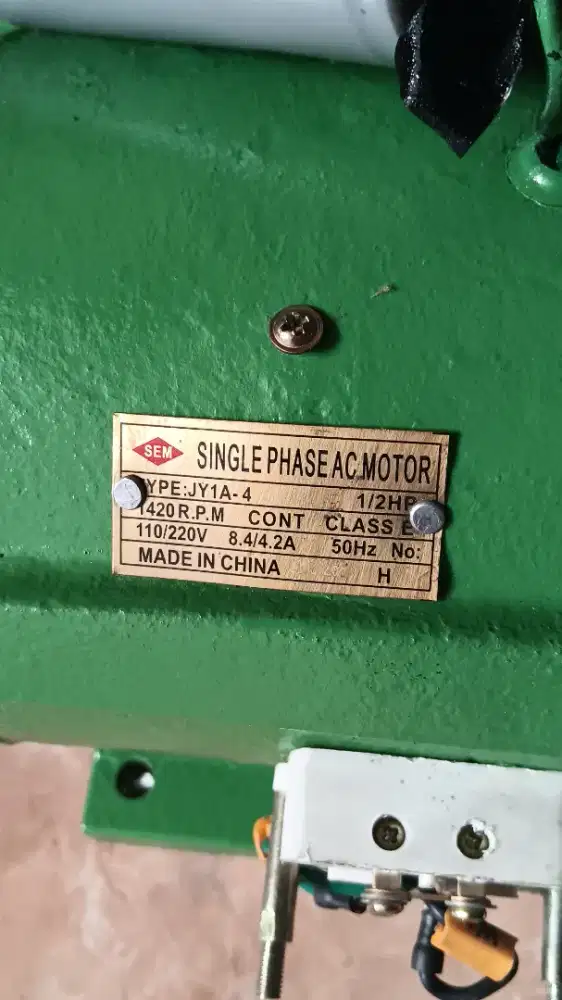 SEM SINGLE PHASE AC.MOTOR
TYPE:JY1A-4 1/2HP
1420 R.P.M CONT CLASS E
110/220V 8.4/4.2A 50Hz No:
MADE IN CHINA H